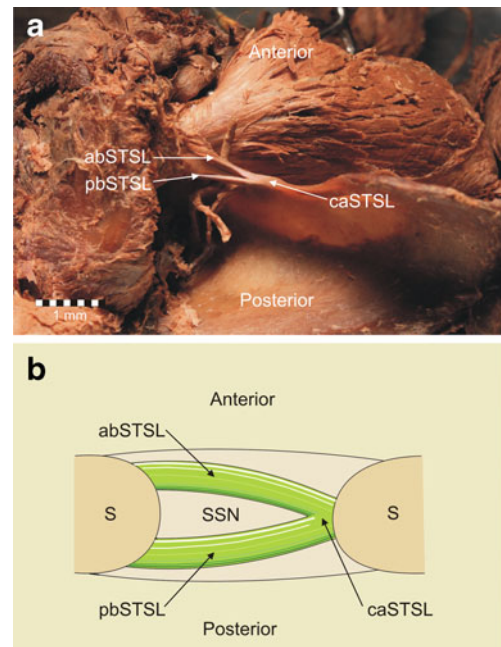 a
Anterior
abSTSL
pbSTSL
caSTSL
Posterior
1 mm
b
Anterior
abSTSL
S
SSN
S
pbSTSL
caSTSL
Posterior